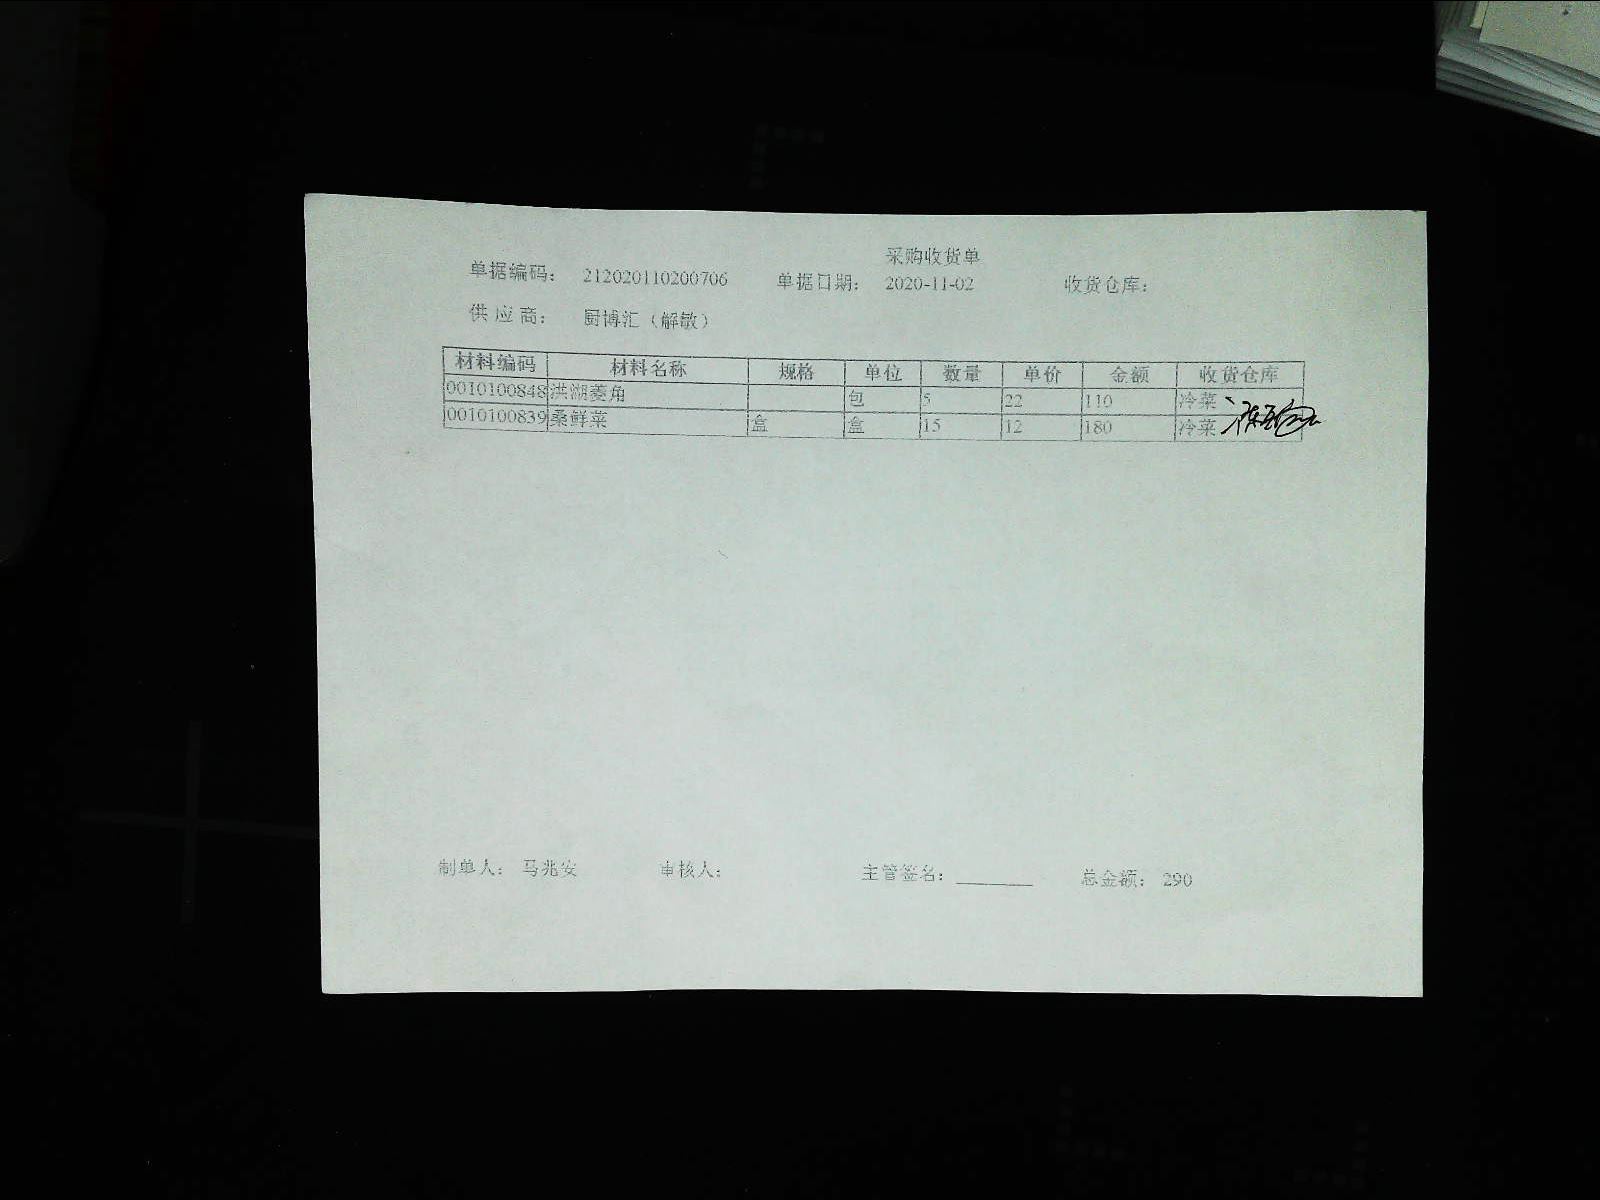 采购收货单
单据编码： 212020110200706 单据日期： 2020-11-02 收货仓库：
供 应 商： 厨博汇（解敏）
材料编码 材料名称 规格 单位 数量 单价 金额 收货仓库
0010100848 洪湖菱角 包 5 22 110 冷菜
0010100839 桑鲜菜 盒 盒 15 12 180 冷菜
制单人： 马兆安 审核人： 主管签名： ________ 总金额： 290